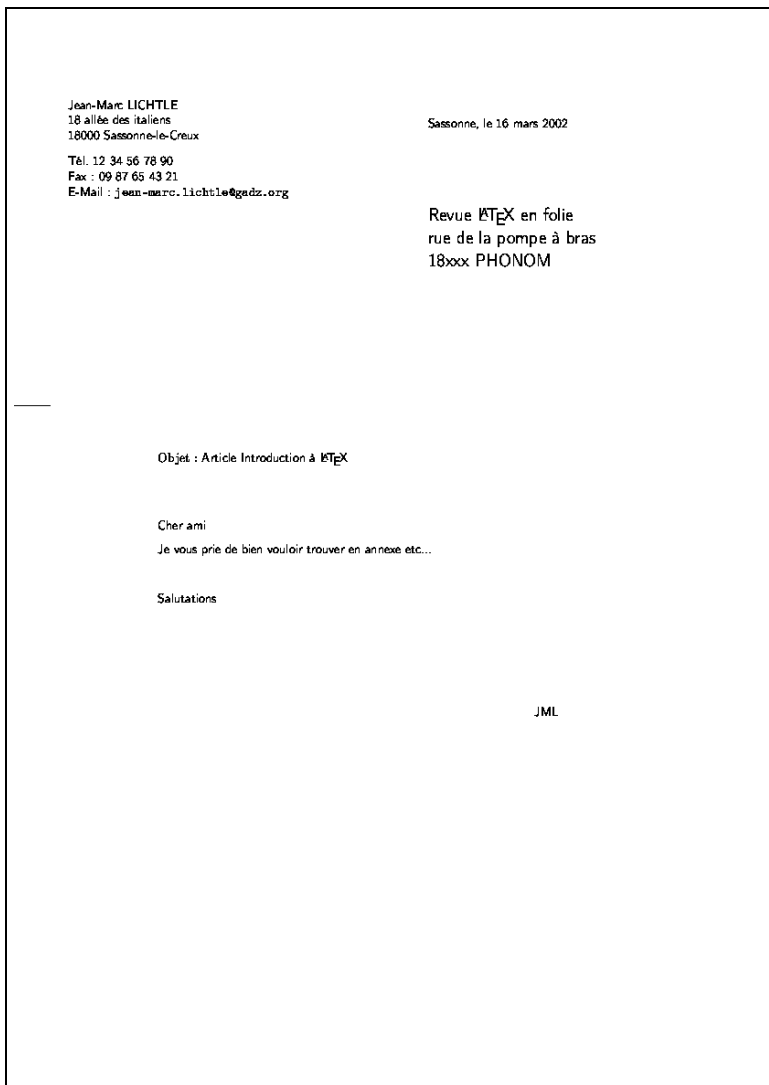 Jean-Marc LICHTLE
18 allée des italiens
18000 Sassonne-le-Creux
Tél. 12 34 56 78 90
Fax : 09 87 65 43 21
E-Mail : jean-marc.lichtle@gadz.org
Sassonne, le 16 mars 2002
Revue LATEX en folie
rue de la pompe à bras
18xxx PHONOM
Objet : Article Introduction à LATEX
Cher ami
Je vous prie de bien vouloir trouver en annexe etc...
Salutations
JML